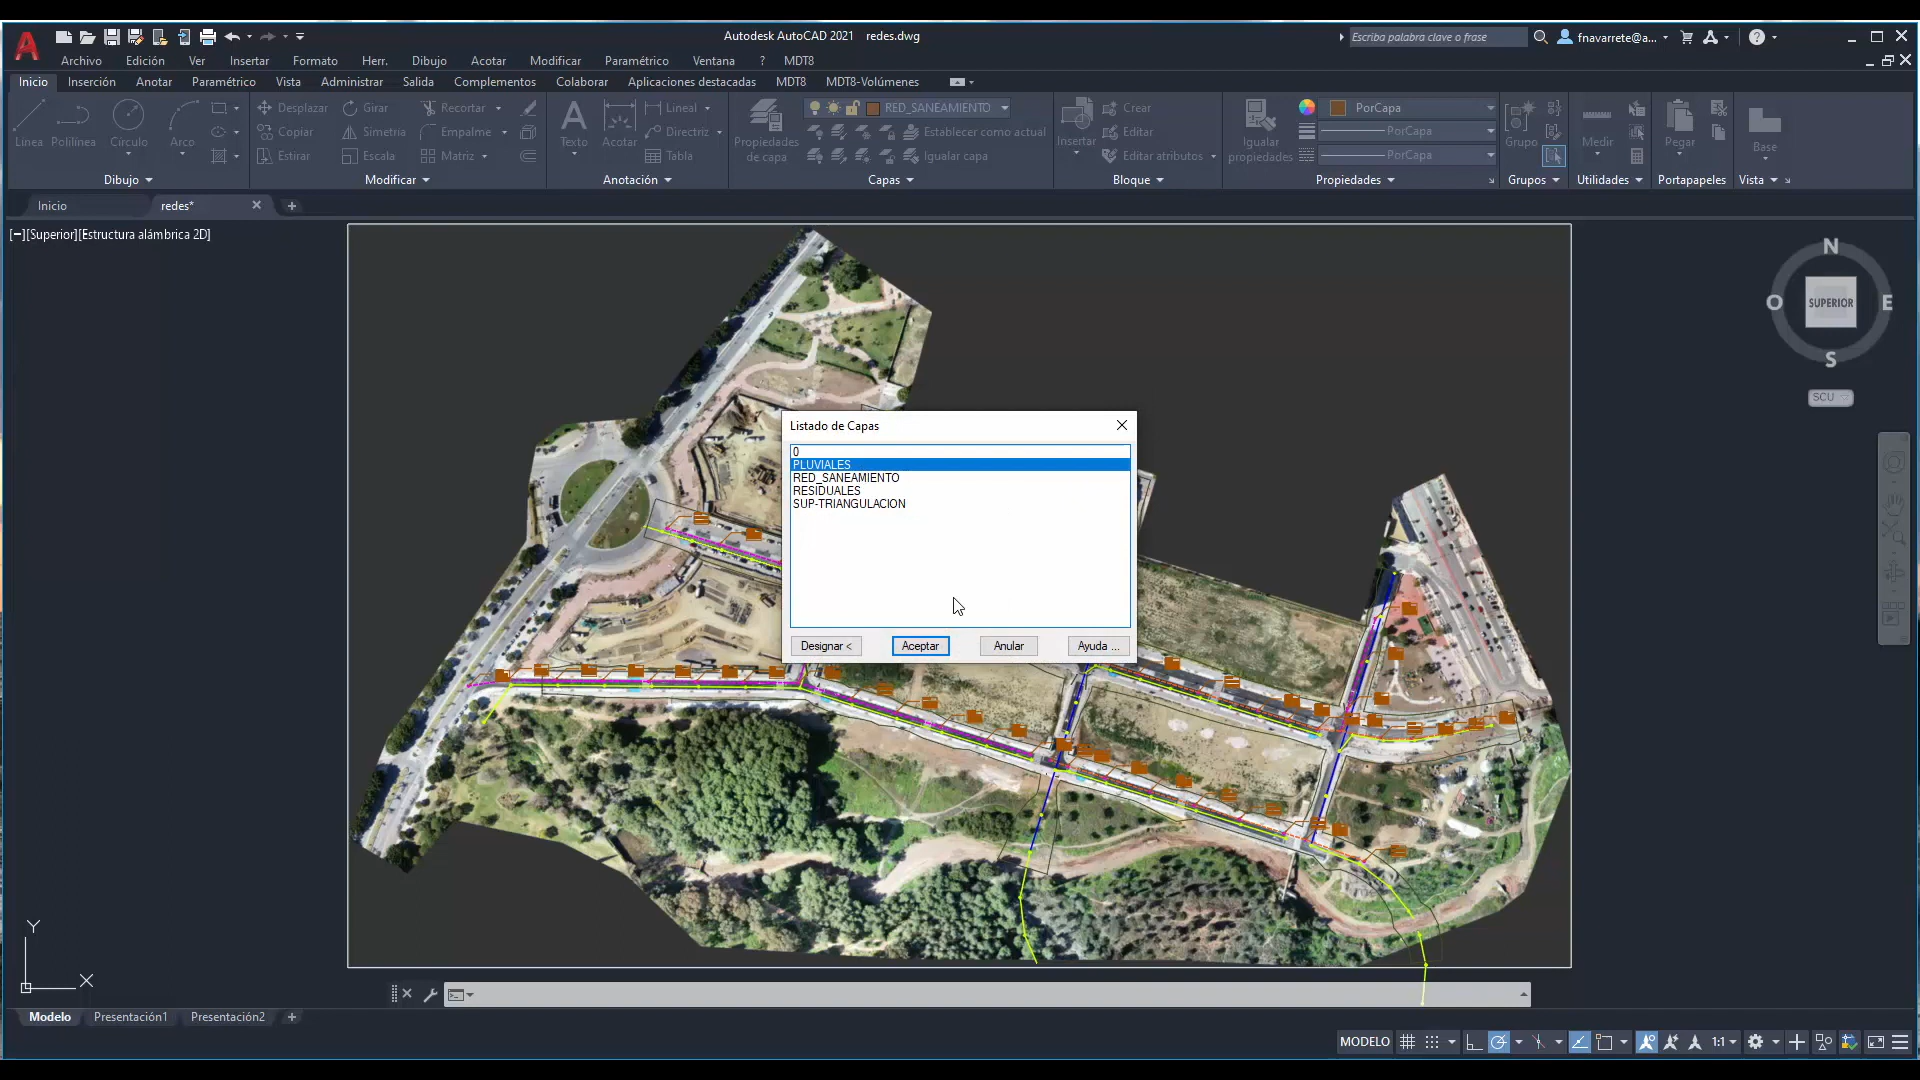 Autodesk AutoCAD 2021 redes.dwg
Escriba palabra clave o frase
fnavarrete@a...
Archivo Edición Ver Insertar Formato Herr. Dibujo Acotar Modificar Paramétrico Ventana ? MDT8
Inicio Inserción Anotar Paramétrico Vista Administrar Salida Complementos Colaborar Aplicaciones destacadas MDT8 MDT8-Volúmenes
Línea Polilínea Círculo Arco
Desplazar Girar Recortar
Copiar Simetría Empalme
Estirar Escala Matriz
Texto Acotar
Lineal
Directriz
Tabla
Propiedades de capa
RED_SANEAMIENTO
Establecer como actual
Igualar capa
Insertar
Crear
Editar
Editar atributos
Igualar propiedades
PorCapa
PorCapa
PorCapa
Grupo
Medir
Pegar
Base
Dibujo Modificar Anotación Capas Bloque Propiedades Grupos Utilidades Portapapeles Vista
Inicio redes*
[−][Superior][Estructura alámbrica 2D]
N
O SUPERIOR E
S
SCU
Listado de Capas
0
PLUVIALES
RED_SANEAMIENTO
RESIDUALES
SUP-TRIANGULACION
Designar < Aceptar Anular Ayuda ...
Y
X
Modelo Presentación1 Presentación2
MODELO 1:1